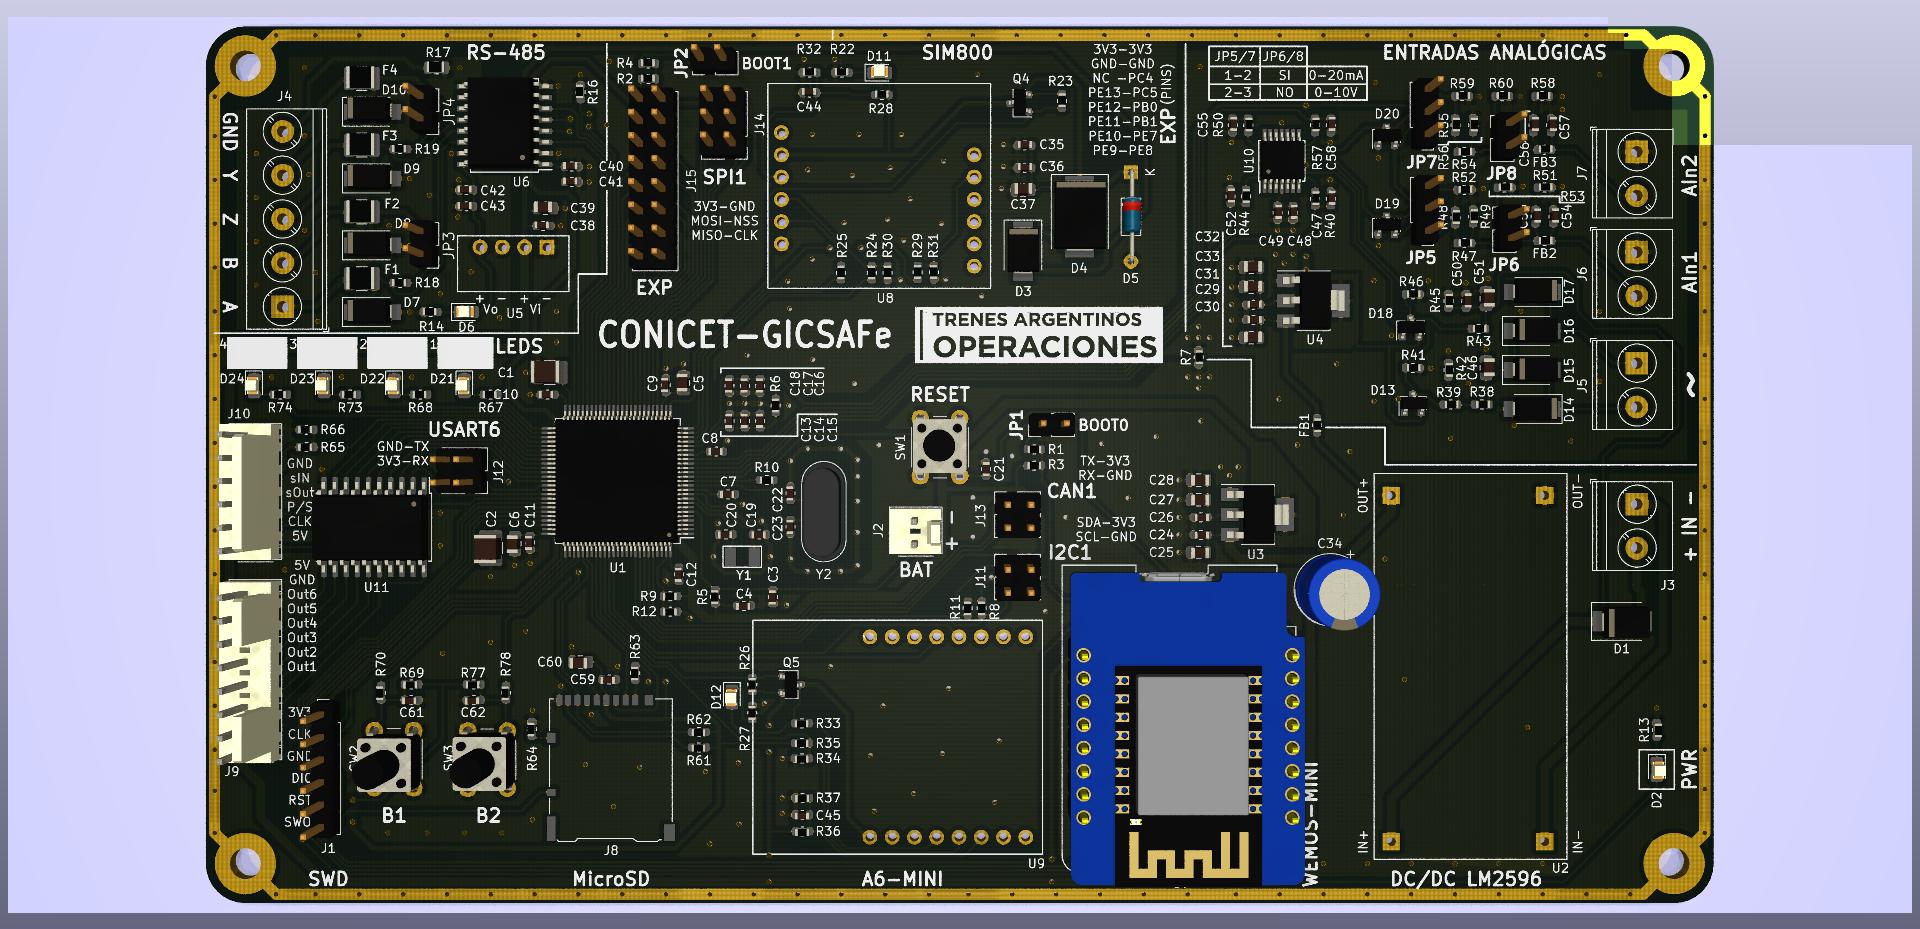 RS-485
JP2
BOOT1
SIM800
3V3-3V3
GND-GND
NC -PC4
PE13-PC5
PE12-PB0
PE11-PB1
PE10-PE7
PE9-PE8
EXP(PINS)
JP5/7 JP6/8
1-2 SI 0-20mA
2-3 NO 0-10V
ENTRADAS ANALÓGICAS
R17
F4
D10
JP4
R16
R4
R2
R32
R22
D11
C44
R28
Q4
R23
J4
GND
Y
Z
B
A
F3
R19
D9
F2
F1
R18
D7
R14
D6
JP3
U6
C42
C43
C40
C41
C39
C38
+ - + -
Vo U5 Vi
J14
J15
SPI1
3V3-GND
MOSI-NSS
MISO-CLK
EXP
R25
R24
R30
R29
R31
U8
C35
C36
C37
D3
D4
K
D5
C55
R50
U10
R57
C58
C52
R44
C49
C48
C47
R40
C32
C33
C31
C29
C30
U4
R7
D20
D19
D18
D13
JP7
JP5
JP8
JP6
R59
R60
R58
C57
R54
R52
FB3
R51
R53
R49
C54
R47
FB2
R46
R45
C50
C51
R43
R41
R42
C46
R39
R38
D17
D16
D15
D14
J7
AIn2
J6
AIn1
J5
~
CONICET-GICSAFe
TRENES ARGENTINOS
OPERACIONES
4 3 2 1 LEDS
D24
D23
D22
D21
R74
R73
R68
R67
C1
C10
J10
R66
R65
USART6
GND-TX
3V3-RX
J12
GND
sIN
sOut
P/S
CLK
5V
U11
C2
C6
C11
U1
C9
C5
R6
C18
C17
C16
C13
C14
C15
C8
R10
C7
C20
C19
C22
C23
Y1
Y2
C12
R9
R12
R5
C4
C3
RESET
SW1
C21
JP1
BOOT0
R1
R3
TX-3V3
RX-GND
CAN1
J13
SDA-3V3
SCL-GND
I2C1
J11
R11
R8
J2
- +
BAT
C28
C27
C26
C24
C25
U3
FB1
C34
+
OUT+
OUT-
+ IN -
J3
D1
5V
GND
Out6
Out5
Out4
Out3
Out2
Out1
J9
3V3
CLK
GND
DIO
RST
SWO
J1
SWD
R70
R69
C61
R77
R78
C62
SW2
SW3
B1
B2
R64
C60
C59
R63
J8
MicroSD
R62
R61
D12
R26
R27
Q5
R33
R35
R34
R37
C45
R36
U9
A6-MINI
WEMOS-MINI
IN+
IN-
U2
DC/DC LM2596
R13
D2
PWR